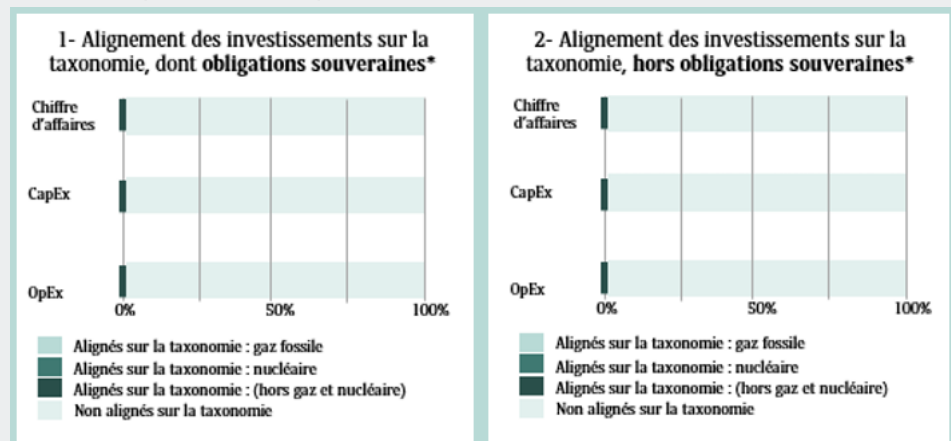 1- Alignement des investissements sur la
taxonomie, dont obligations souveraines*
Chiffre
d'affaires
CapEx
OpEx
0%
50%
100%
Alignés sur la taxonomie : gaz fossile
Alignés sur la taxonomie : nucléaire
Alignés sur la taxonomie : (hors gaz et nucléaire)
Non alignés sur la taxonomie
2- Alignement des investissements sur la
taxonomie, hors obligations souveraines*
Chiffre
d'affaires
CapEx
OpEx
0%
50%
100%
Alignés sur la taxonomie : gaz fossile
Alignés sur la taxonomie : nucléaire
Alignés sur la taxonomie : (hors gaz et nucléaire)
Non alignés sur la taxonomie